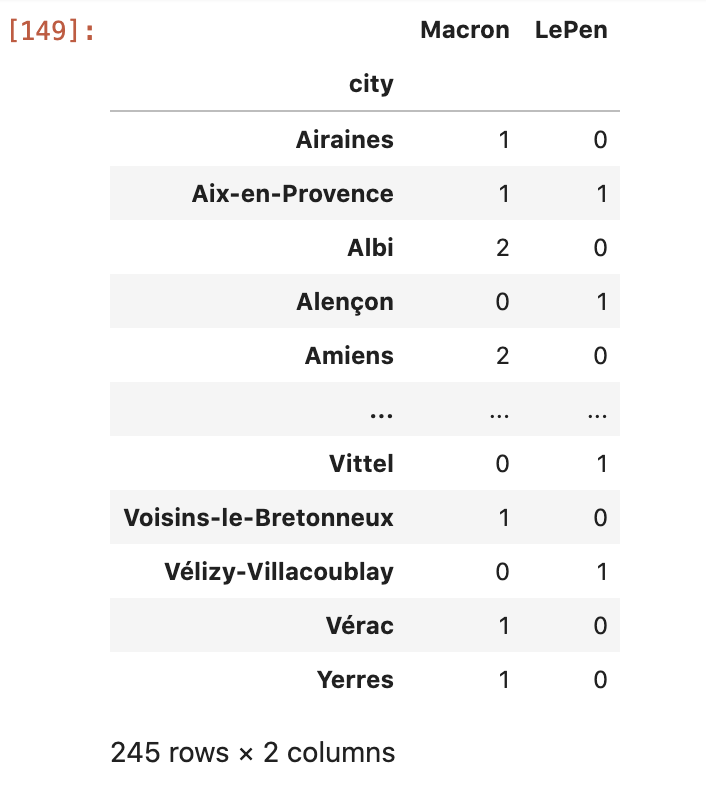 [149]: Macron LePen
city
Airaines 1 0
Aix-en-Provence 1 1
Albi 2 0
Alençon 0 1
Amiens 2 0
... ... ...
Vittel 0 1
Voisins-le-Bretonneux 1 0
Vélizy-Villacoublay 0 1
Vérac 1 0
Yerres 1 0
245 rows × 2 columns